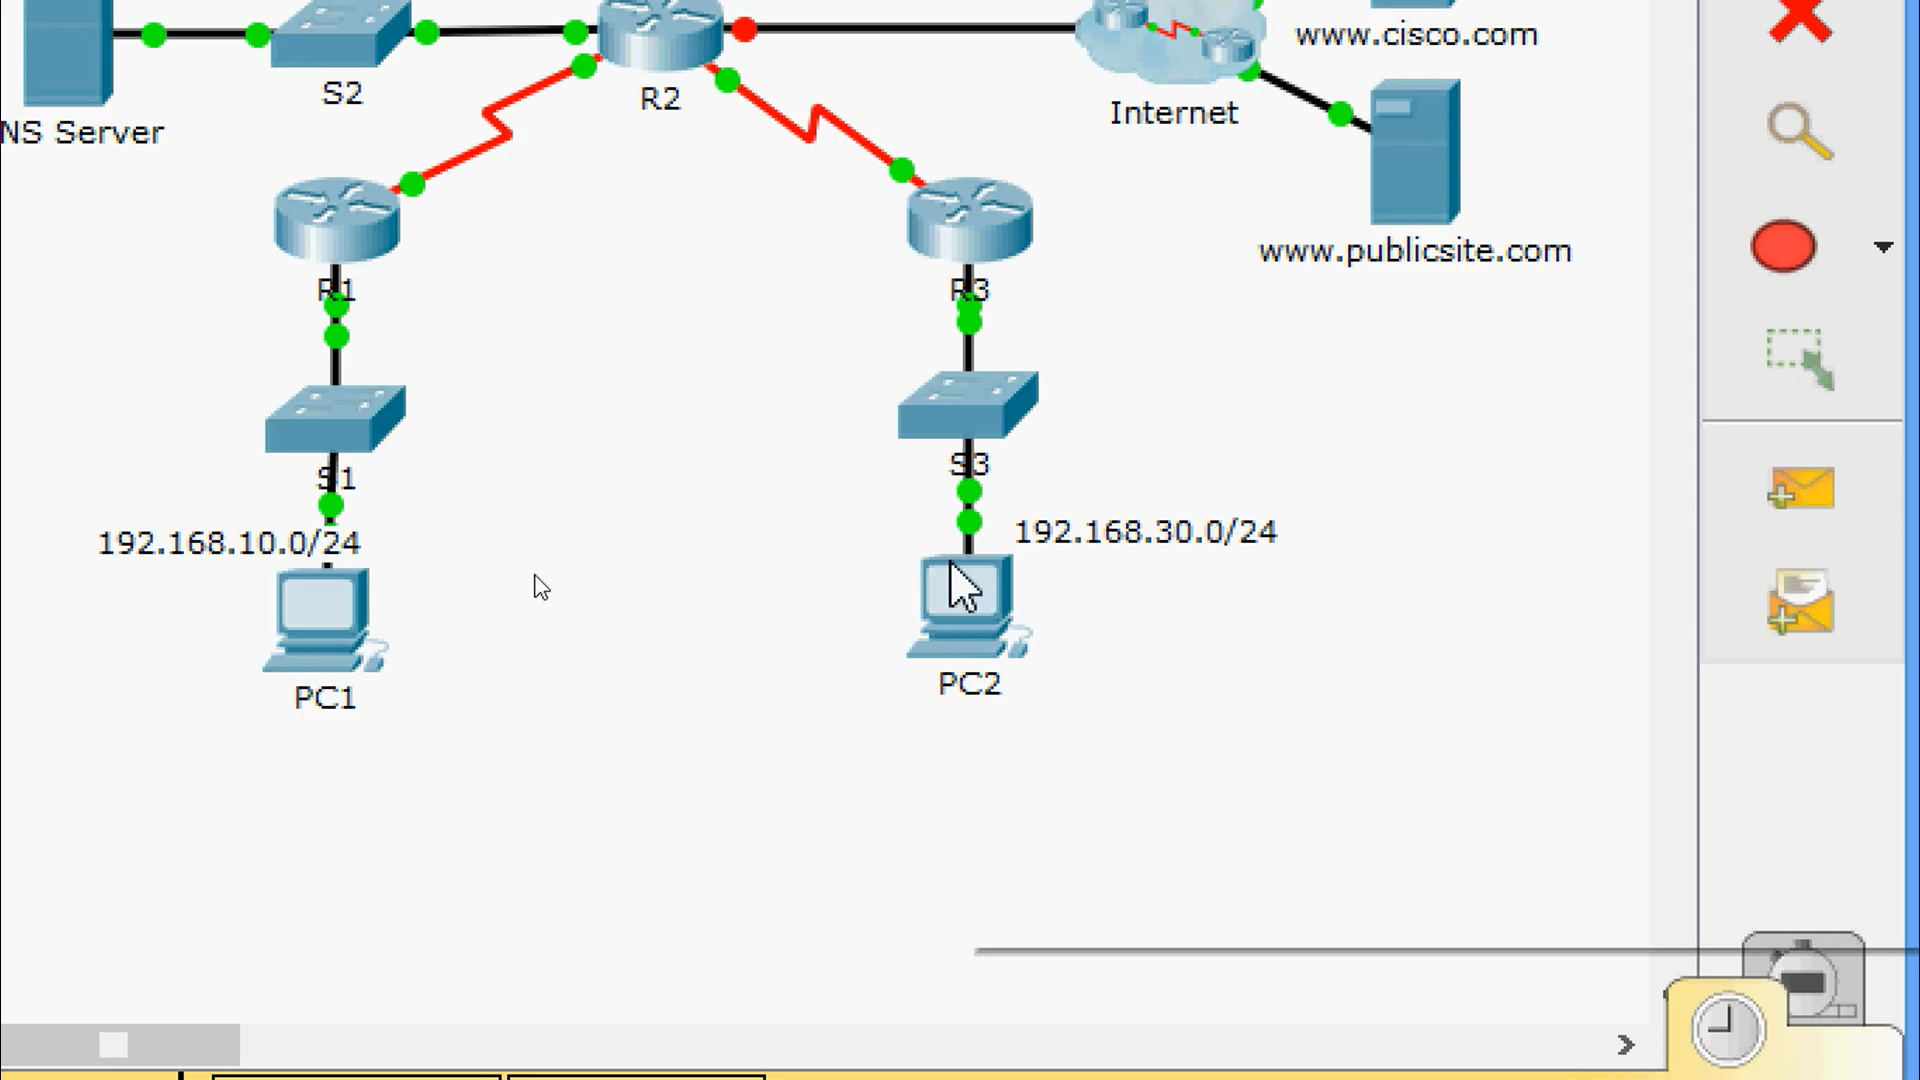 www.cisco.com
S2
R2
Internet
NS Server
www.publicsite.com
R1
R3
S1
S3
192.168.10.0/24
192.168.30.0/24
PC1
PC2